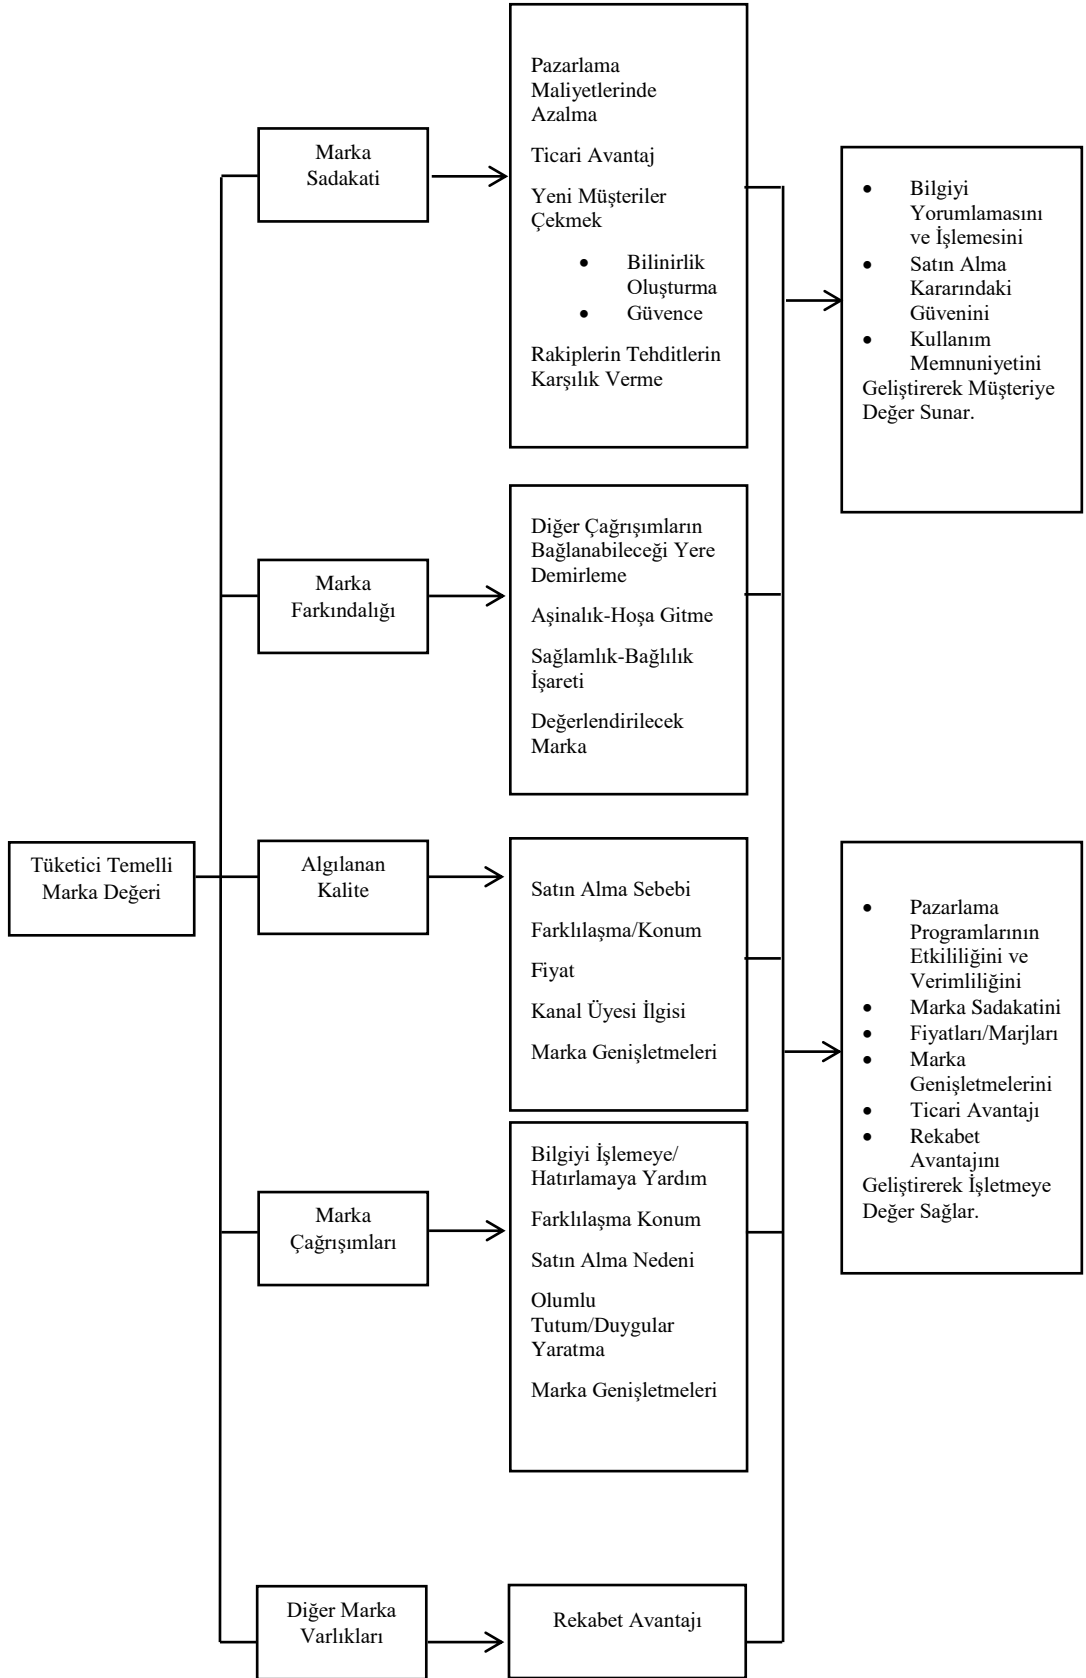 Tüketici Temelli
Marka Değeri
Marka
Sadakati
Pazarlama
Maliyetlerinde
Azalma
Ticari Avantaj
Yeni Müşteriler
Çekmek
• Bilinirlik
Oluşturma
• Güvence
Rakiplerin Tehditlerin
Karşılık Verme
Marka
Farkındalığı
Diğer Çağrışımların
Bağlanabileceği Yere
Demirleme
Aşinalık-Hoşa Gitme
Sağlamlık-Bağlılık
İşareti
Değerlendirilecek
Marka
Algılanan
Kalite
Satın Alma Sebebi
Farklılaşma/Konum
Fiyat
Kanal Üyesi İlgisi
Marka Genişletmeleri
Marka
Çağrışımları
Bilgiyi İşlemeye/
Hatırlamaya Yardım
Farklılaşma Konum
Satın Alma Nedeni
Olumlu
Tutum/Duygular
Yaratma
Marka Genişletmeleri
Diğer Marka
Varlıkları
Rekabet Avantajı
• Bilgiyi
Yorumlamasını
ve İşlemesini
• Satın Alma
Kararındaki
Güvenini
• Kullanım
Memnuniyetini
Geliştirerek Müşteriye
Değer Sunar.
• Pazarlama
Programlarının
Etkililiğini ve
Verimliliğini
• Marka Sadakatini
• Fiyatları/Marjları
• Marka
Genişletmelerini
• Ticari Avantajı
• Rekabet
Avantajını
Geliştirerek İşletmeye
Değer Sağlar.